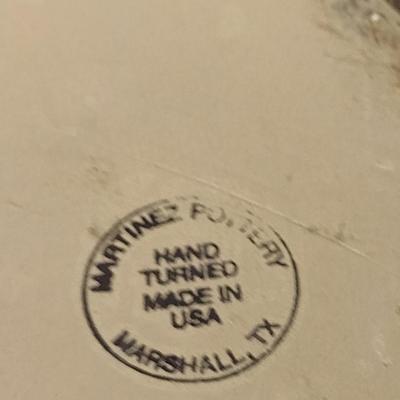 MARTINEZ POTTERY
HAND
TURNED
MADE IN
USA
MARSHALL, TX